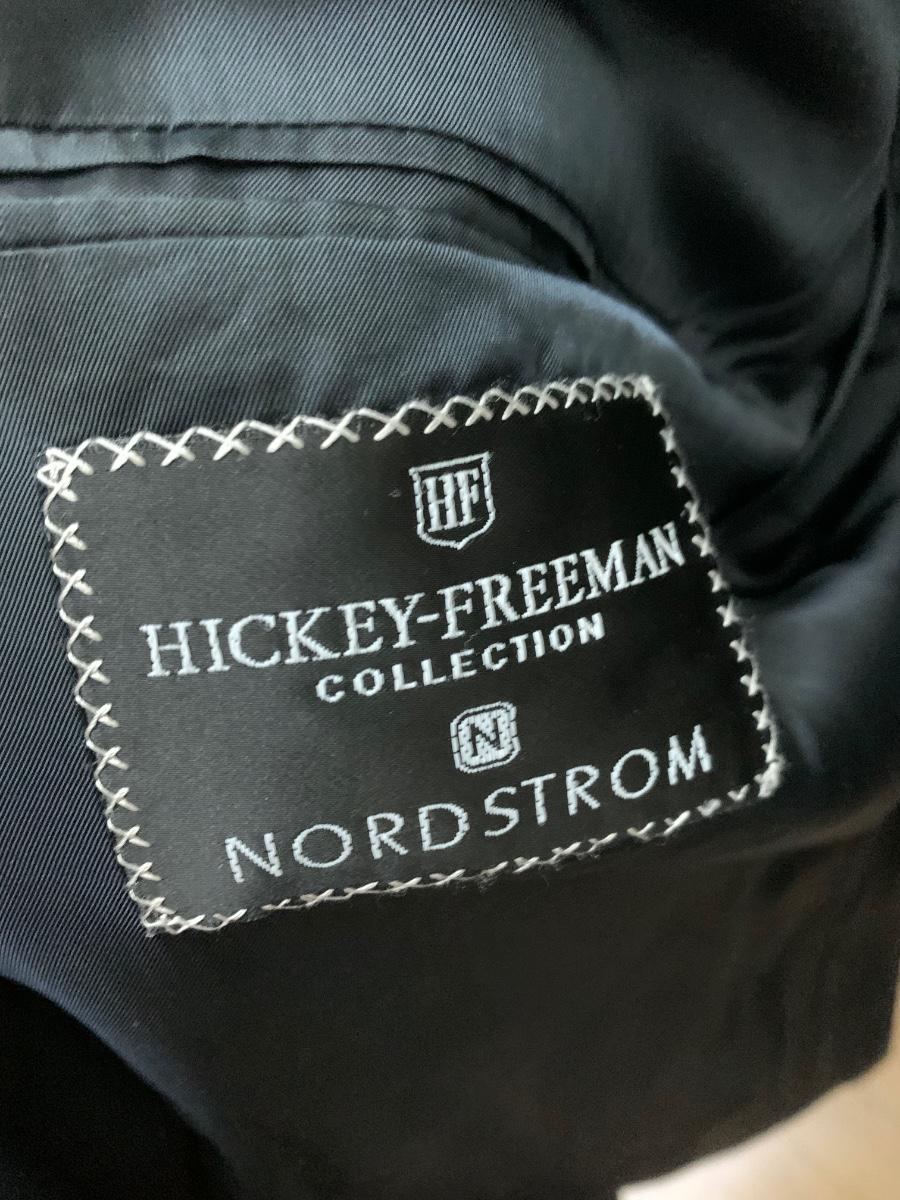 HF
HICKEY-FREEMAN
COLLECTION
N
NORDSTROM